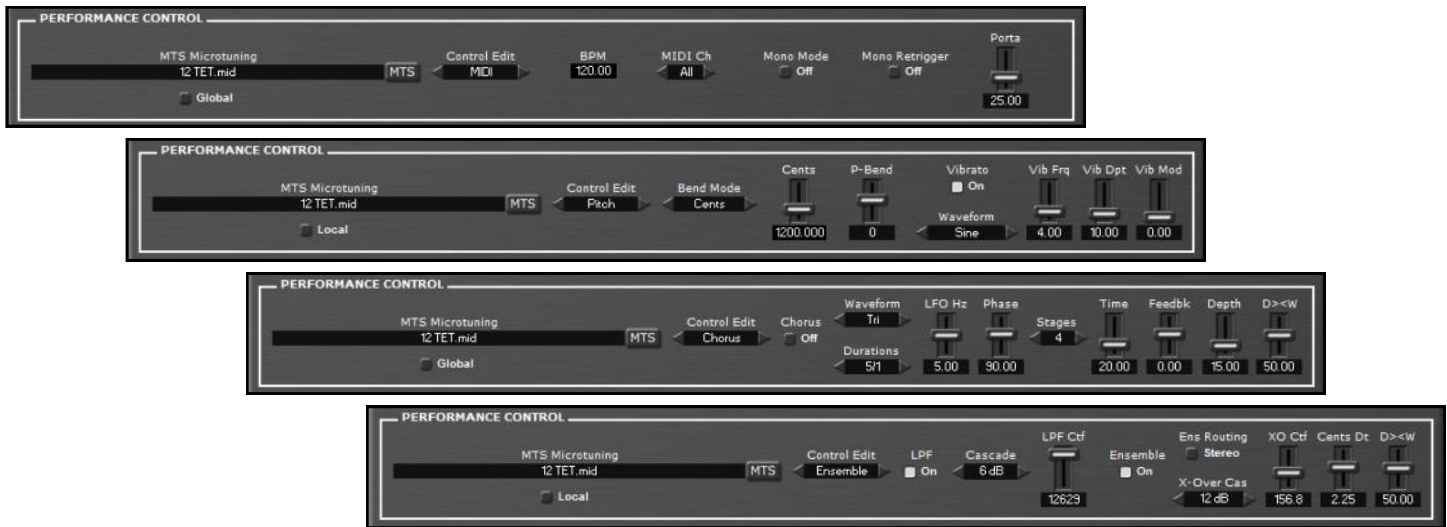 PERFORMANCE CONTROL
Porta
MTS Microtuning Control Edit BPM MIDI Ch Mono Mode Mono Retrigger
12 TET.mid MTS MIDI 120.00 All Off Off
Global 25.00
PERFORMANCE CONTROL
Cents P-Bend Vibrato Vib Frq Vib Dpt Vib Mod
MTS Microtuning Control Edit Bend Mode On
12 TET.mid MTS Pitch Cents Waveform
Local 1200.000 0 Sine 4.00 10.00 0.00
PERFORMANCE CONTROL
Waveform LFO Hz Phase Time Feedbk Depth D><W
MTS Microtuning Control Edit Chorus Tri Stages
12 TET.mid MTS Chorus Off 4
Durations
Global 5/1 5.00 90.00 20.00 0.00 15.00 50.00
PERFORMANCE CONTROL
LPF Ctf Ens Routing XO Ctf Cents Dt D><W
MTS Microtuning Control Edit LPF Cascade Ensemble Stereo
12 TET.mid MTS Ensemble On 6 dB On
X-Over Cas
Local 12629 12 dB 156.8 2.25 50.00